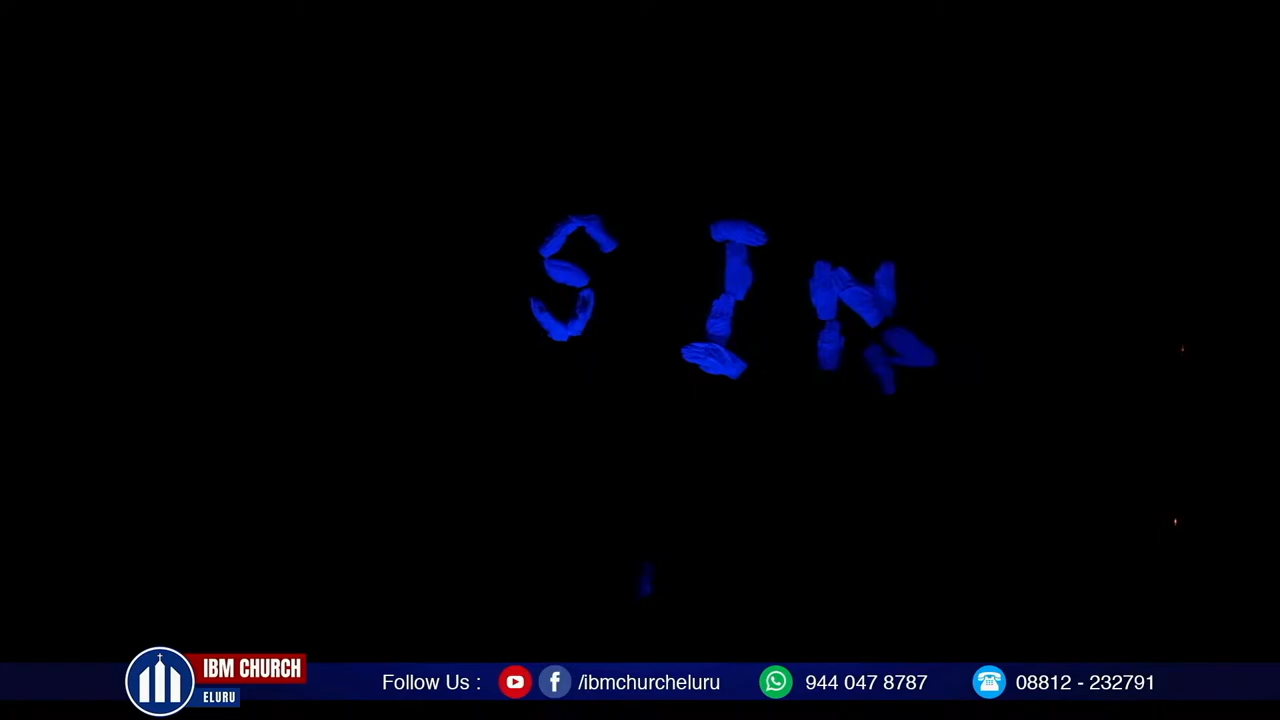 SIN
IBM CHURCH
ELURU
Follow Us : /ibmchurcheluru 944 047 8787 08812 - 232791